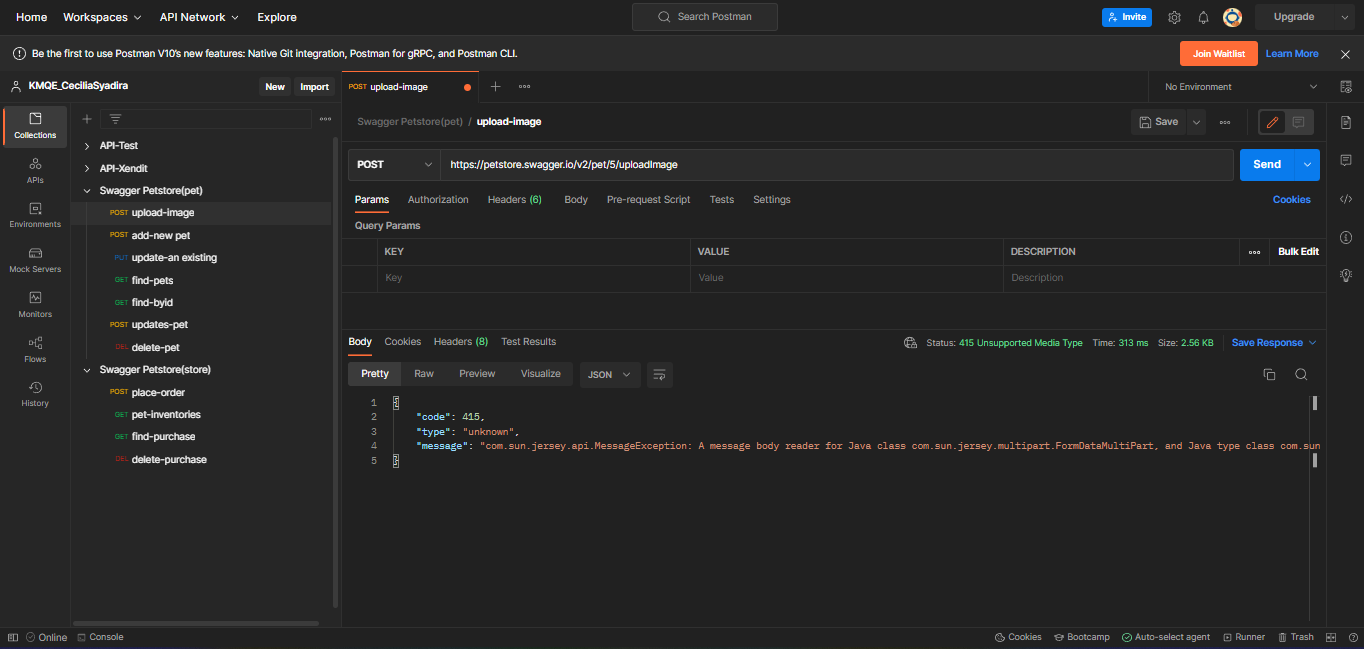 Home Workspaces API Network Explore Search Postman Invite Upgrade
Be the first to use Postman V10's new features: Native Git integration, Postman for gRPC, and Postman CLI. Join Waitlist Learn More
KMQE_CeciliaSyadira New Import POST upload-image No Environment
Collections
APIs
Environments
Mock Servers
Monitors
Flows
History
API-Test
API-Xendit
Swagger Petstore(pet)
POST upload-image
POST add-new pet
PUT update-an existing
GET find-pets
GET find-byid
POST updates-pet
DEL delete-pet
Swagger Petstore(store)
POST place-order
GET pet-inventories
GET find-purchase
DEL delete-purchase
Swagger Petstore(pet) / upload-image Save
POST https://petstore.swagger.io/v2/pet/5/uploadImage Send
Params Authorization Headers (6) Body Pre-request Script Tests Settings Cookies
Query Params
KEY VALUE DESCRIPTION Bulk Edit
Key Value Description
Body Cookies Headers (8) Test Results Status: 415 Unsupported Media Type Time: 313 ms Size: 2.56 KB Save Response
Pretty Raw Preview Visualize JSON
1 {
2 "code": 415,
3 "type": "unknown",
4 "message": "com.sun.jersey.api.MessageException: A message body reader for Java class com.sun.jersey.multipart.FormDataMultiPart, and Java type class com.sun
5 }
Online Console Cookies Bootcamp Auto-select agent Runner Trash